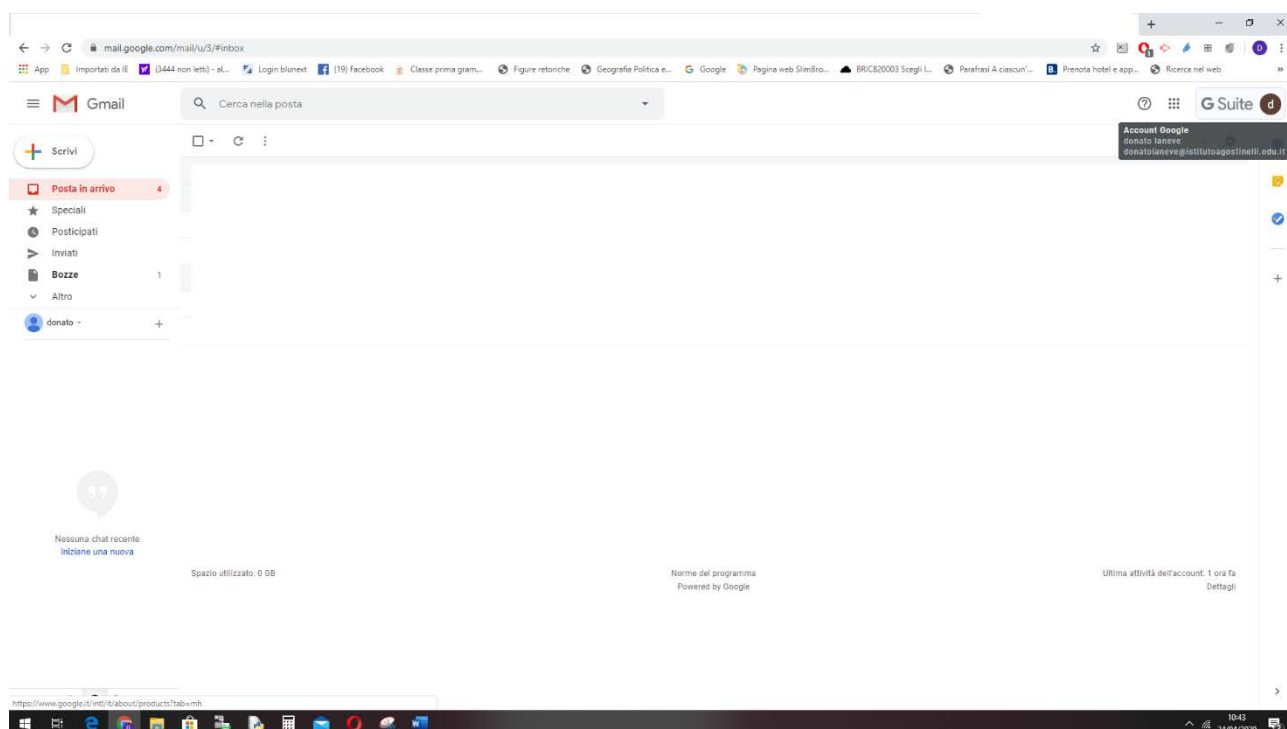 mail.google.com/mail/u/3/#inbox
App Importati da IE (3444 non letti) - al... Login blunext (19) Facebook Classe prima gram... Figure retoriche Geografia Politica e... Google Pagina web SlimBro... BRIC820003 Scegli l... Parafrasi A ciascun'... Prenota hotel e app... Ricerca nel web
Gmail Cerca nella posta G Suite d
Account Google
donato laneve
donatolaneve@istitutoagostinelli.edu.it
Scrivi
Posta in arrivo 4
Speciali
Posticipati
Inviati
Bozze 1
Altro
donato
Nessuna chat recente
Iniziane una nuova
Spazio utilizzato: 0 GB Norme del programma Ultima attività dell'account: 1 ora fa
Powered by Google Dettagli
https://www.google.it/intl/it/about/products?tab=mh
10:43
24/04/2020